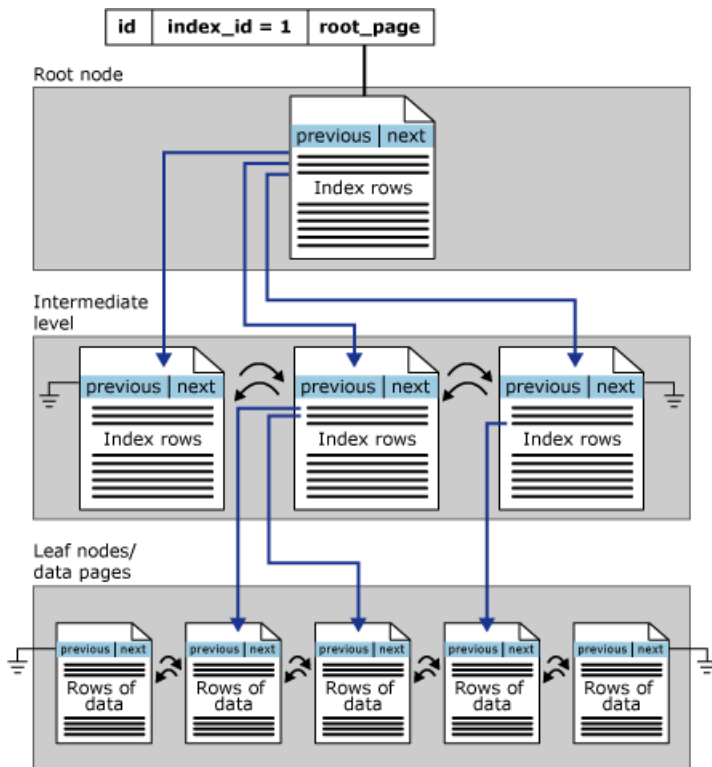 id index_id = 1 root_page
Root node
previous next
Index rows
Intermediate
level
previous next previous next previous next
Index rows Index rows Index rows
Leaf nodes/
data pages
previous next previous next previous next previous next previous next
Rows of Rows of Rows of Rows of Rows of
data data data data data